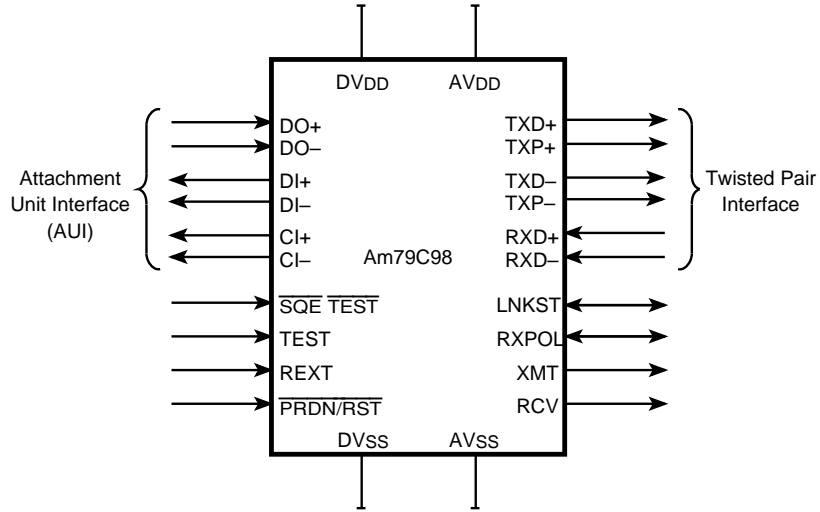 DVDD
AVDD
Attachment
Unit Interface
(AUI)
DO+
DO–
DI+
DI–
CI+
CI–
SQE TEST
TEST
REXT
PRDN/RST
Am79C98
TXD+
TXP+
TXD–
TXP–
RXD+
RXD–
LNKST
RXPOL
XMT
RCV
Twisted Pair
Interface
DVSS
AVSS